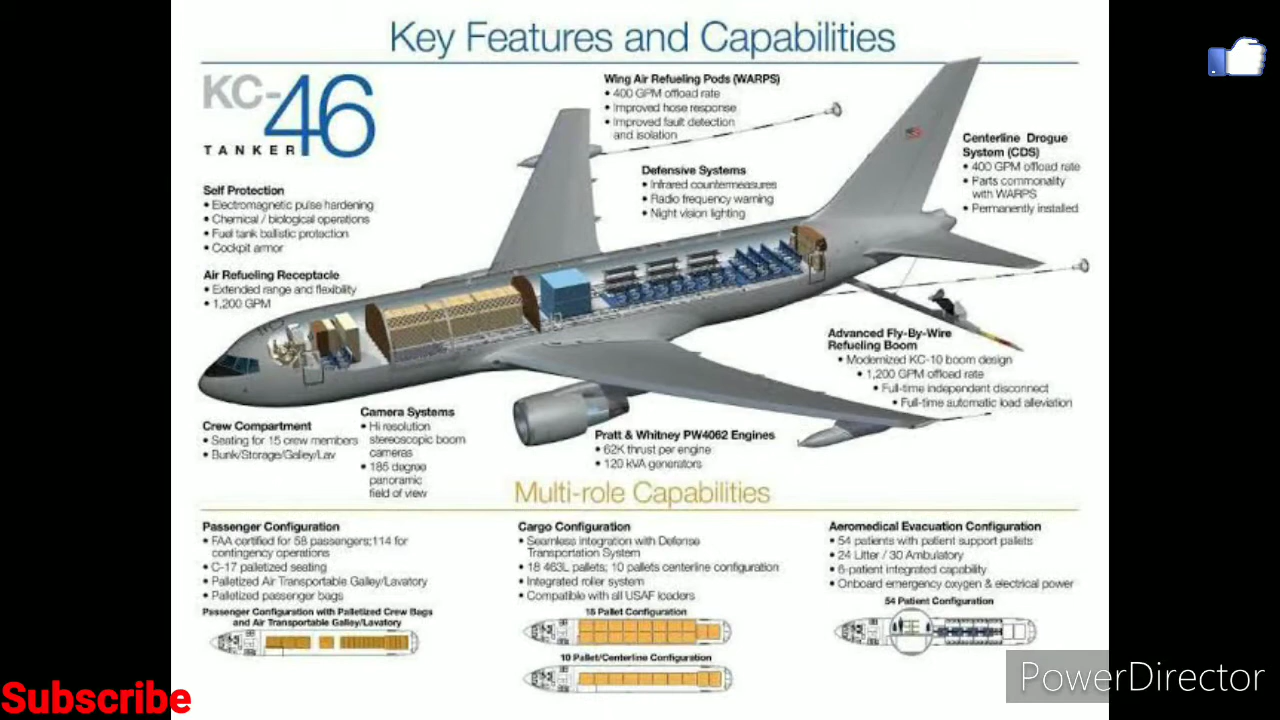 Key Features and Capabilities
KC-46
TANKER
Wing Air Refueling Pods (WARPS)
• 400 GPM offload rate
• Improved hose response
• Improved fault detection
and isolation
Centerline Drogue
System (CDS)
• 400 GPM offload rate
• Parts commonality
with WARPS
• Permanently installed
Defensive Systems
• Infrared countermeasures
• Radio frequency warning
• Night vision lighting
Self Protection
• Electromagnetic pulse hardening
• Chemical / biological operations
• Fuel tank ballistic protection
• Cockpit armor
Air Refueling Receptacle
• Extended range and flexibility
• 1,200 GPM
Advanced Fly-By-Wire
Refueling Boom
• Modernized KC-10 boom design
• 1,200 GPM offload rate
• Full-time independent disconnect
• Full-time automatic load alleviation
Crew Compartment
• Seating for 15 crew members
• Bunk/Storage/Galley/Lav
Camera Systems
• Hi resolution
stereoscopic boom
cameras
• 185 degree
panoramic
field of view
Pratt & Whitney PW4062 Engines
• 62K thrust per engine
• 120 kVA generators
Multi-role Capabilities
Passenger Configuration
• FAA certified for 58 passengers;114 for
contingency operations
• C-17 palletized seating
• Palletized Air Transportable Galley/Lavatory
• Palletized passenger bags
Passenger Configuration with Palletized Crew Bags
and Air Transportable Galley/Lavatory
Cargo Configuration
• Seamless integration with Defense
Transportation System
• 18 463L pallets; 10 pallets centerline configuration
• Integrated roller system
• Compatible with all USAF loaders
18 Pallet Configuration
10 Pallet/Centerline Configuration
Aeromedical Evacuation Configuration
• 54 patients with patient support pallets
• 24 Litter / 30 Ambulatory
• 6-patient integrated capability
• Onboard emergency oxygen & electrical power
54 Patient Configuration
Subscribe
PowerDirector